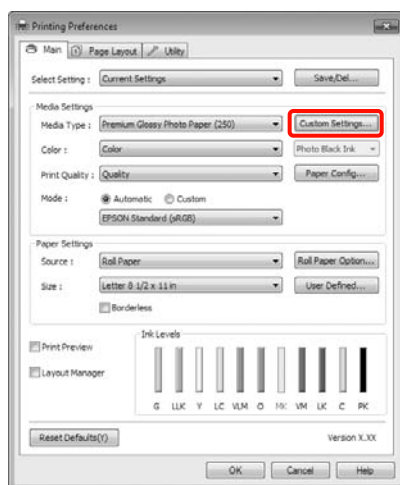 Printing Preferences
Main Page Layout Utility
Select Setting : Current Settings Save/Del...
Media Settings
Media Type : Premium Glossy Photo Paper (250) Custom Settings...
Color : Color Photo Black Ink
Print Quality : Quality Paper Config...
Mode : Automatic Custom
EPSON Standard (sRGB)
Paper Settings
Source : Roll Paper Roll Paper Option...
Size : Letter 8 1/2 x 11 in User Defined...
Borderless
Ink Levels
Print Preview
Layout Manager
G LLK Y LC VLM O MK VM LK C PK
Reset Defaults(Y) Version X.XX
OK Cancel Help